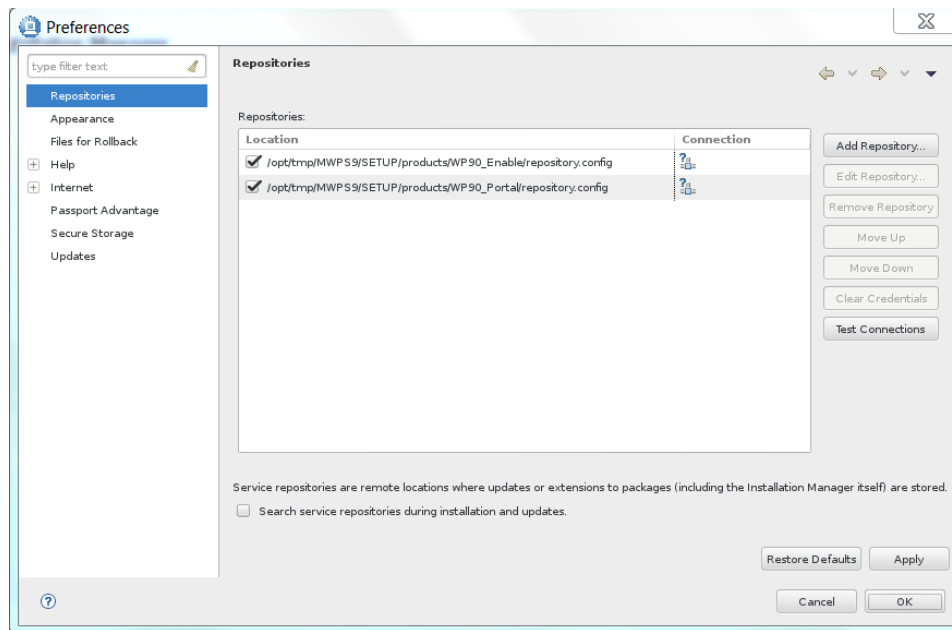 Preferences
type filter text
Repositories
Appearance
Files for Rollback
Help
Internet
Passport Advantage
Secure Storage
Updates
Repositories
Repositories:
Location Connection
/opt/tmp/MWPS9/SETUP/products/WP90_Enable/repository.config
/opt/tmp/MWPS9/SETUP/products/WP90_Portal/repository.config
Add Repository...
Edit Repository...
Remove Repository
Move Up
Move Down
Clear Credentials
Test Connections
Service repositories are remote locations where updates or extensions to packages (including the Installation Manager itself) are stored.
Search service repositories during installation and updates.
Restore Defaults Apply
Cancel OK